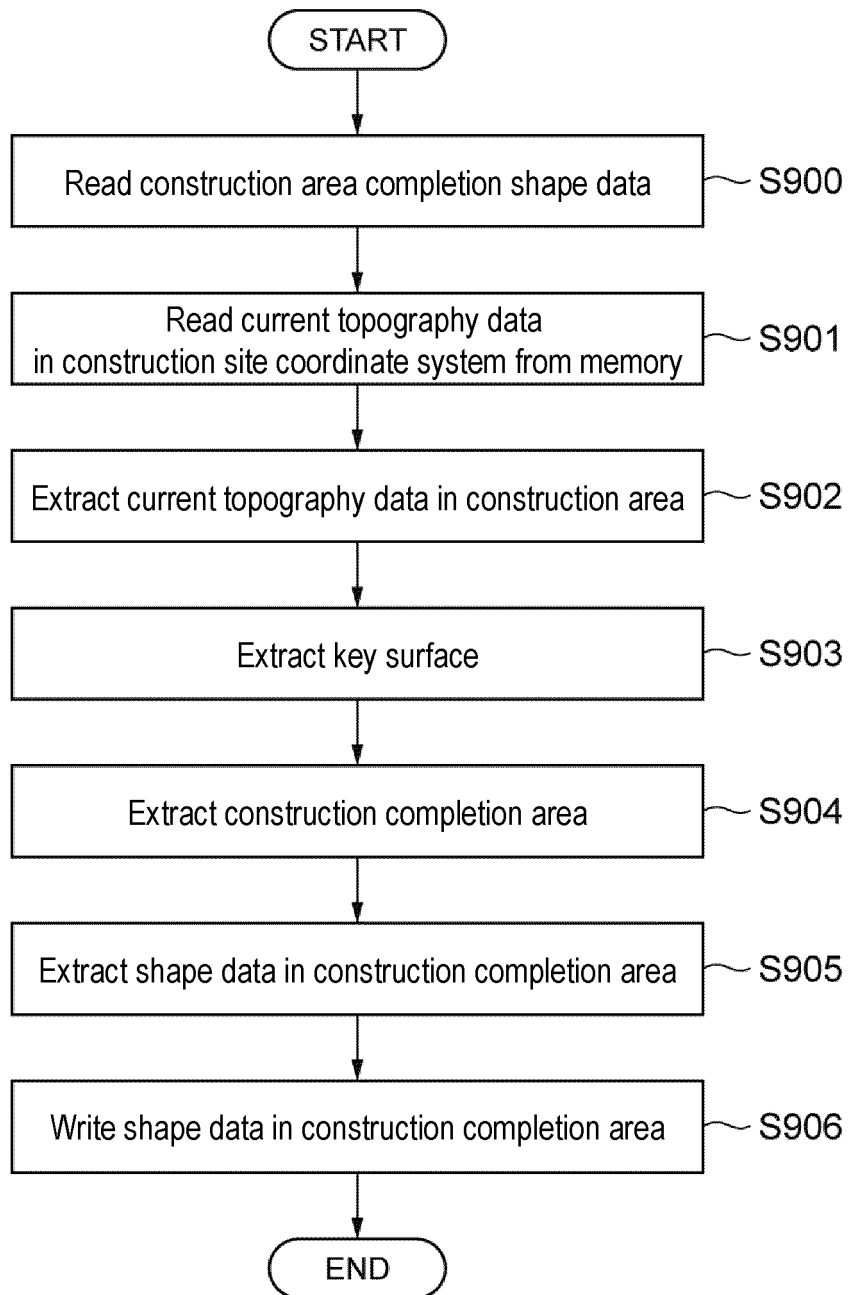 START
Read construction area completion shape data
S900
Read current topography data
in construction site coordinate system from memory
S901
Extract current topography data in construction area
S902
Extract key surface
S903
Extract construction completion area
S904
Extract shape data in construction completion area
S905
Write shape data in construction completion area
S906
END